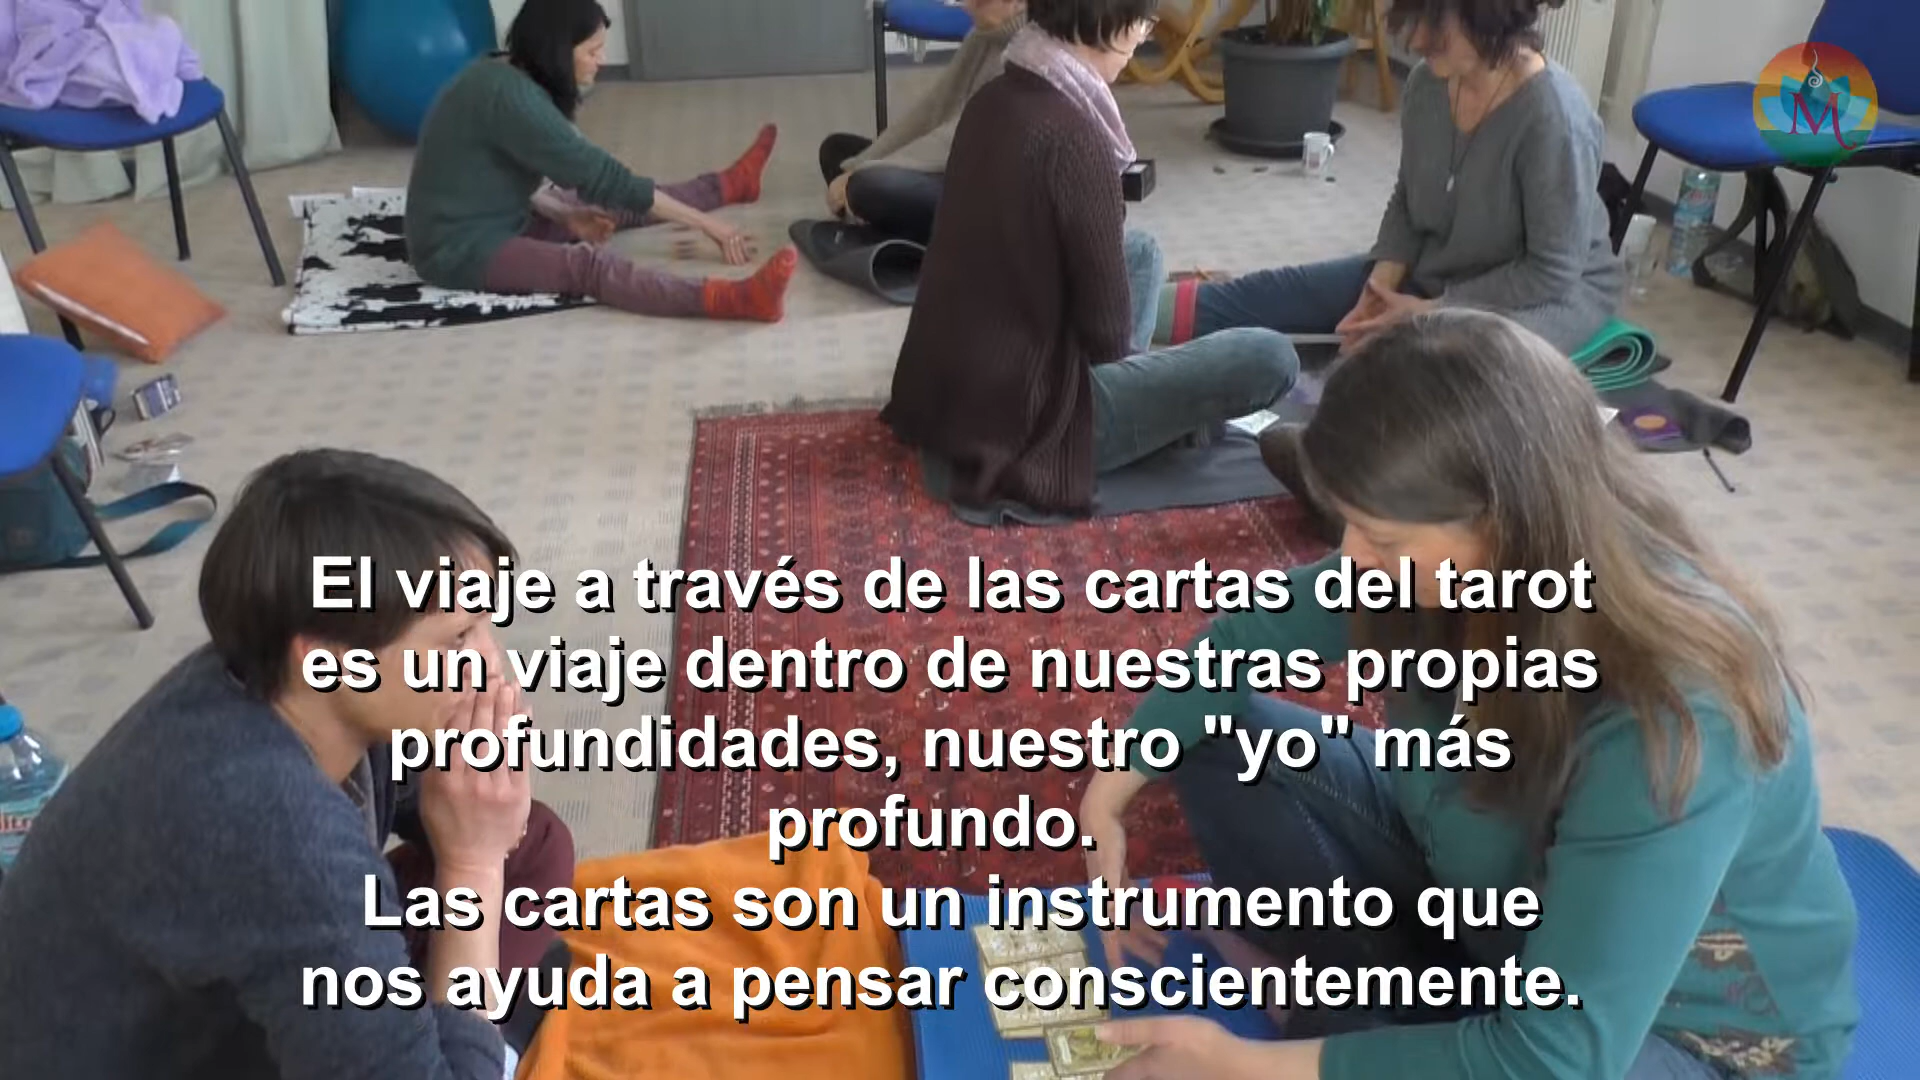 M
El viaje a través de las cartas del tarot
es un viaje dentro de nuestras propias
profundidades, nuestro "yo" más
profundo.
Las cartas son un instrumento que
nos ayuda a pensar conscientemente.